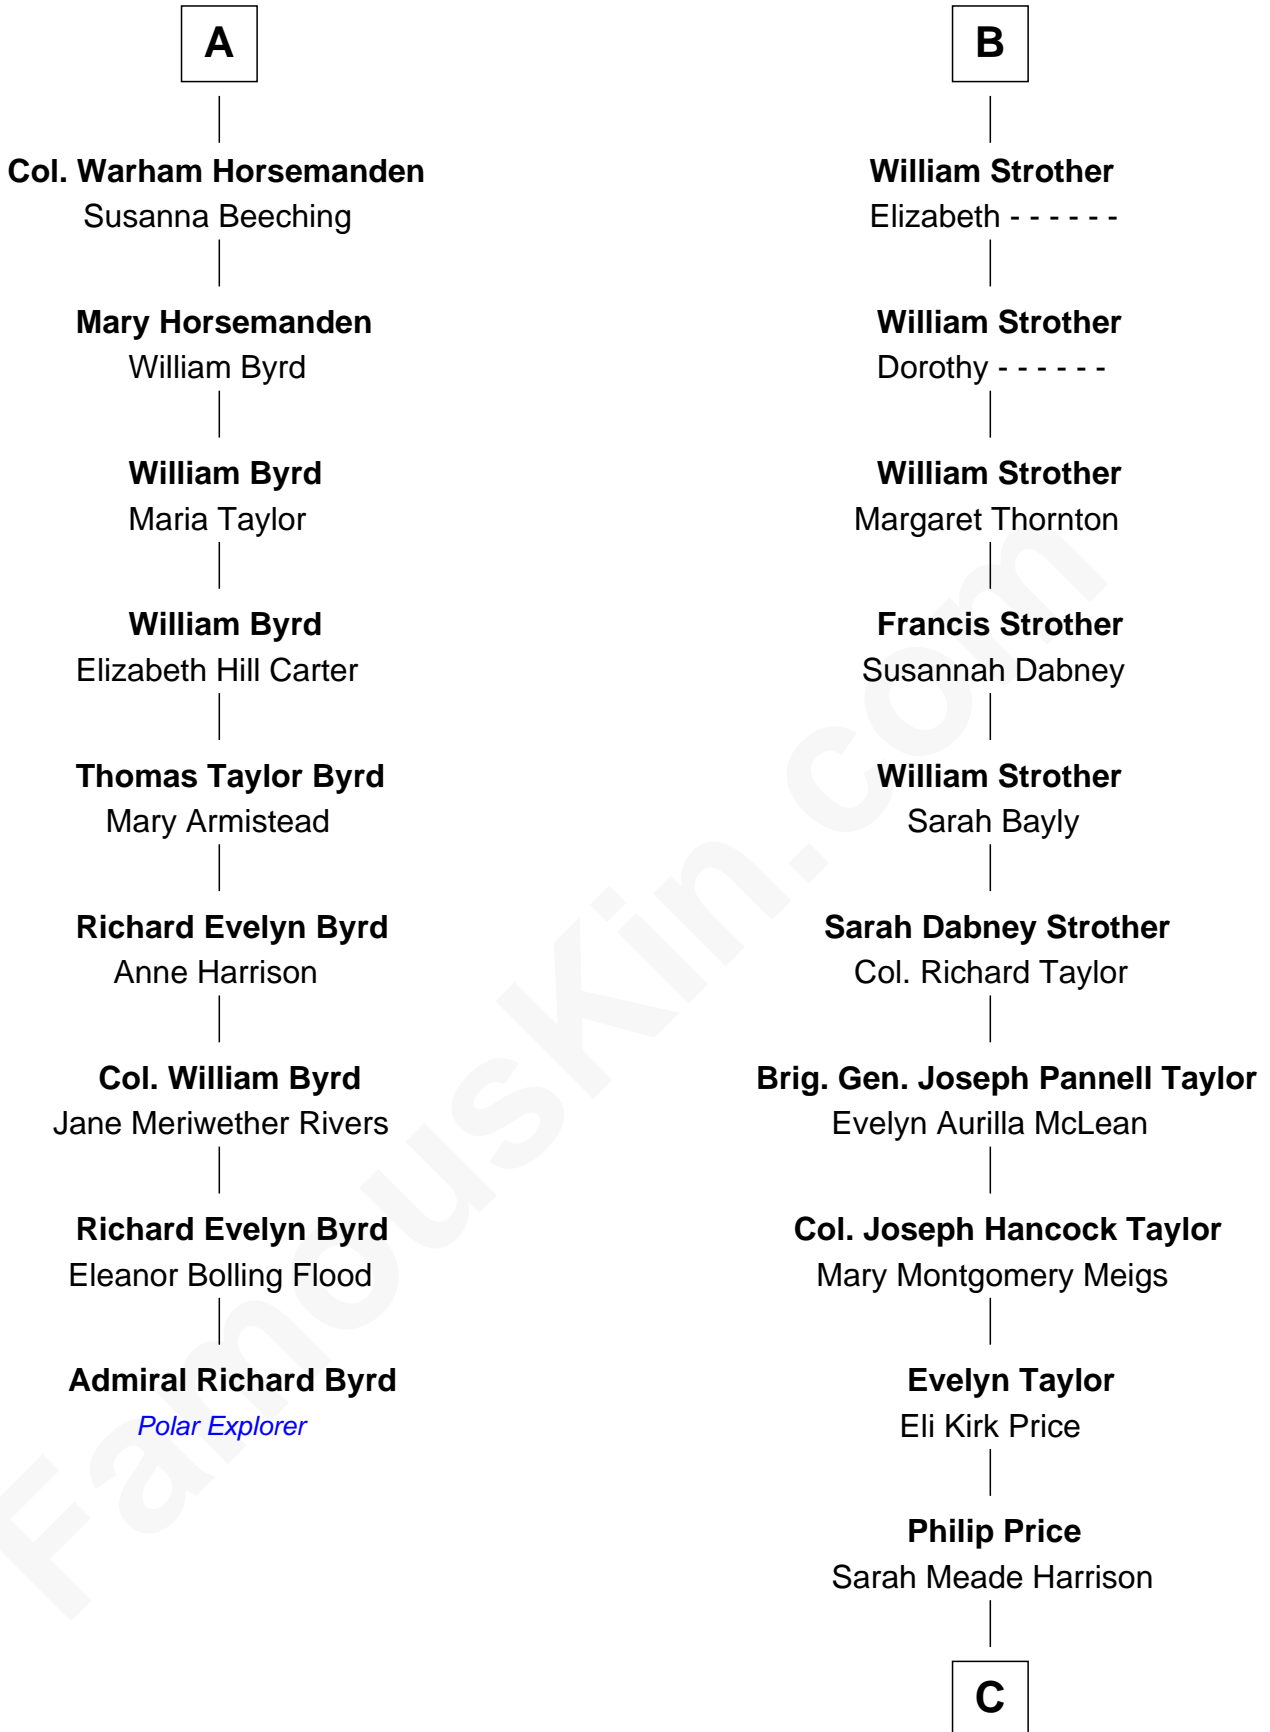 A
Col. Warham Horsemanden
Susanna Beeching
Mary Horsemanden
William Byrd
William Byrd
Maria Taylor
William Byrd
Elizabeth Hill Carter
Thomas Taylor Byrd
Mary Armistead
Richard Evelyn Byrd
Anne Harrison
Col. William Byrd
Jane Meriwether Rivers
Richard Evelyn Byrd
Eleanor Bolling Flood
Admiral Richard Byrd
Polar Explorer
B
William Strother
Elizabeth - - - - - -
William Strother
Dorothy - - - - - -
William Strother
Margaret Thornton
Francis Strother
Susannah Dabney
William Strother
Sarah Bayly
Sarah Dabney Strother
Col. Richard Taylor
Brig. Gen. Joseph Pannell Taylor
Evelyn Aurilla McLean
Col. Joseph Hancock Taylor
Mary Montgomery Meigs
Evelyn Taylor
Eli Kirk Price
Philip Price
Sarah Meade Harrison
C
FamousKin.com